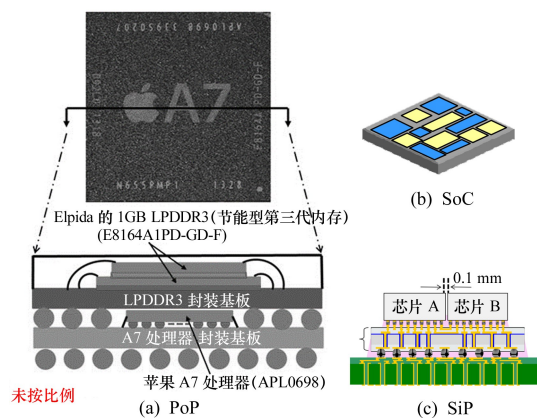 APL0698 33950207
A7
E8164A1PD-GD-F
N655PMP1 1328
Elpida 的 1GB LPDDR3(节能型第三代内存)
(E8164A1PD-GD-F)
LPDDR3 封装基板
A7 处理器 封装基板
苹果 A7 处理器(APL0698)
未按比例
(a) PoP
(b) SoC
0.1 mm
芯片 A
芯片 B
(c) SiP